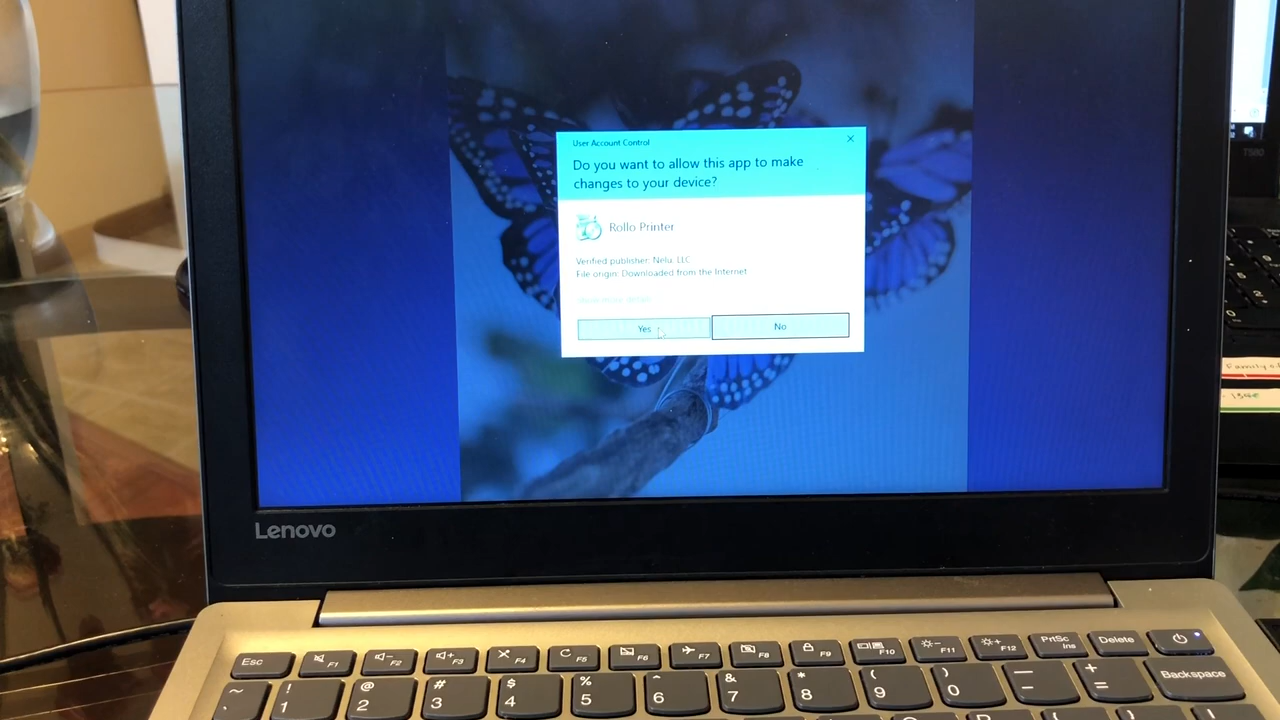 User Account Control
Do you want to allow this app to make
changes to your device?
Rollo Printer
Verified publisher: Nelu, LLC
File origin: Downloaded from the Internet
Yes
No
T580
Family of
Lenovo
Esc
F1
F2
F3
F4
F5
F6
F7
F8
F9
F10
F11
F12
PrtSc
Ins
Delete
~ `
! 1
@ 2
# 3
$ 4
% 5
^ 6
& 7
* 8
( 9
) 0
_ -
+ =
Backspace